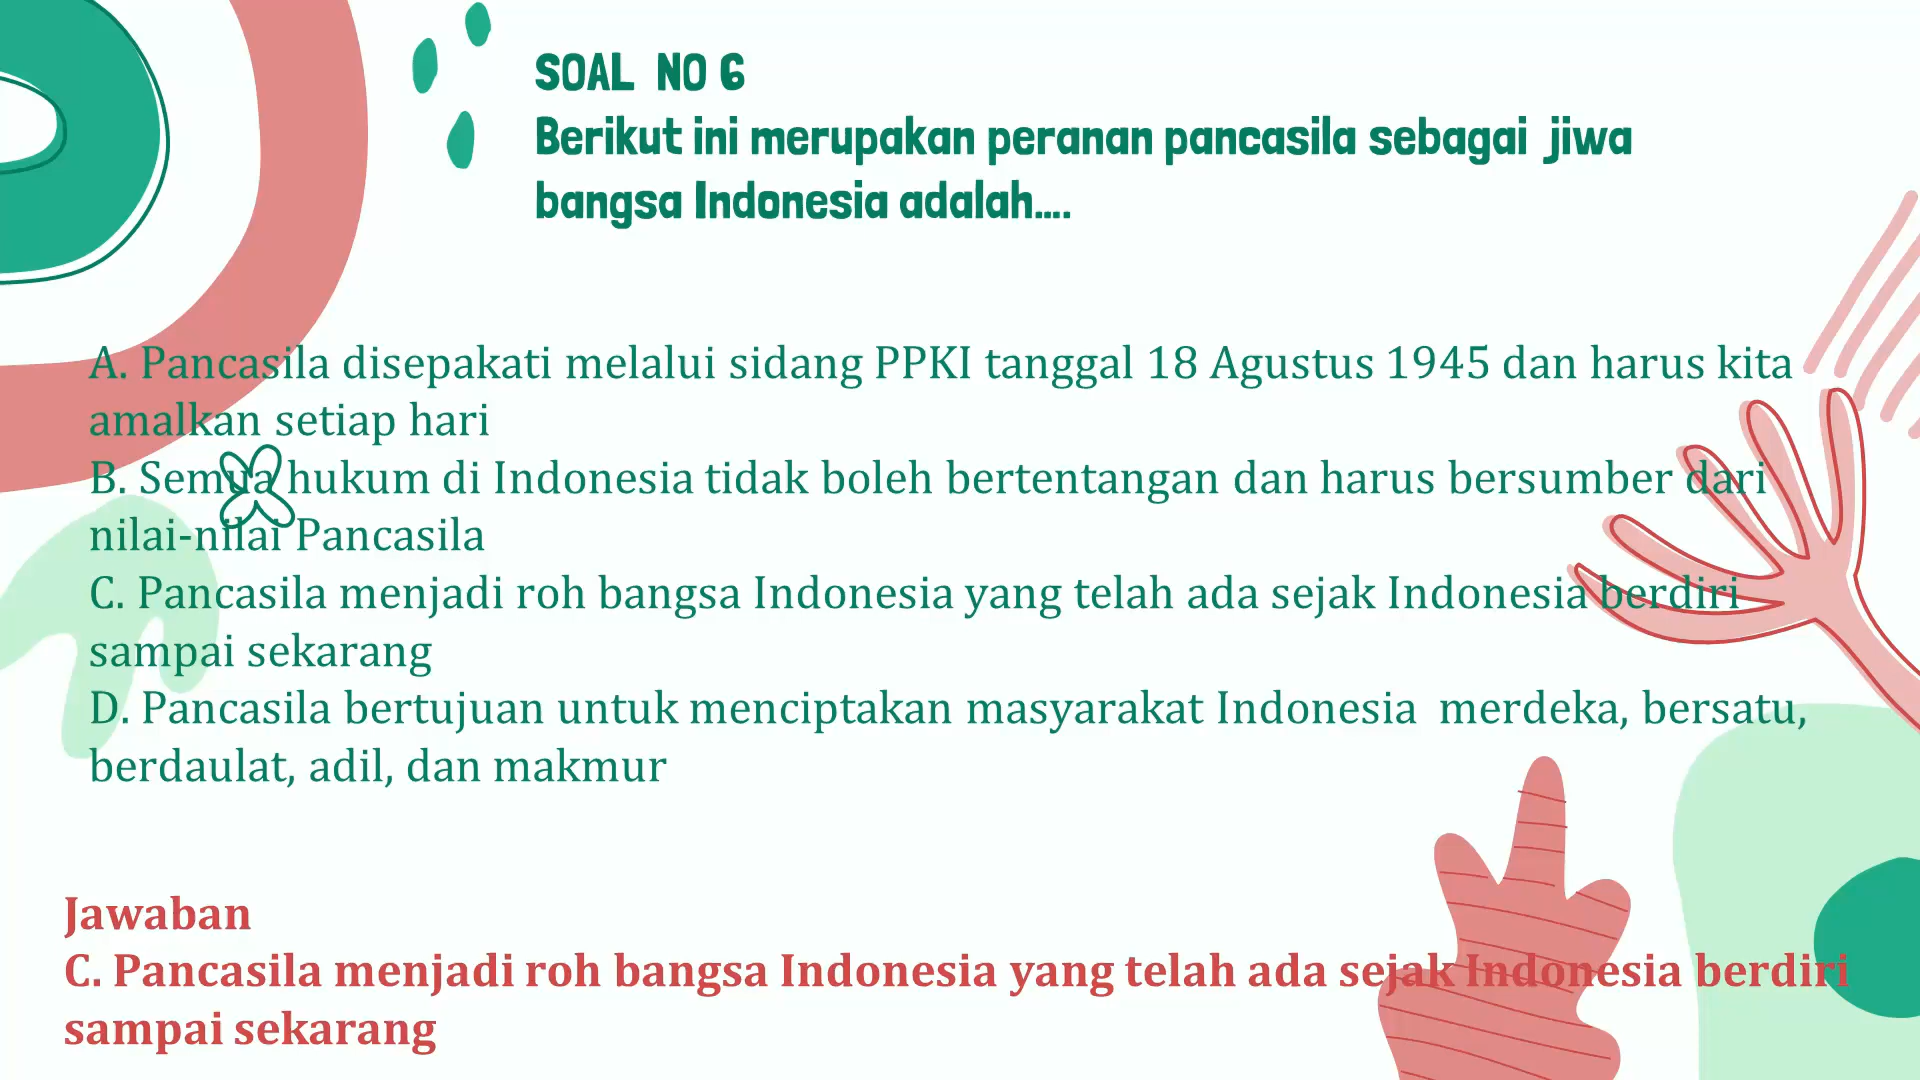 SOAL NO 6
Berikut ini merupakan peranan pancasila sebagai jiwa
bangsa Indonesia adalah....
A. Pancasila disepakati melalui sidang PPKI tanggal 18 Agustus 1945 dan harus kita
amalkan setiap hari
B. Semua hukum di Indonesia tidak boleh bertentangan dan harus bersumber dari
nilai-nilai Pancasila
C. Pancasila menjadi roh bangsa Indonesia yang telah ada sejak Indonesia berdiri
sampai sekarang
D. Pancasila bertujuan untuk menciptakan masyarakat Indonesia merdeka, bersatu,
berdaulat, adil, dan makmur
Jawaban
C. Pancasila menjadi roh bangsa Indonesia yang telah ada sejak Indonesia berdiri
sampai sekarang